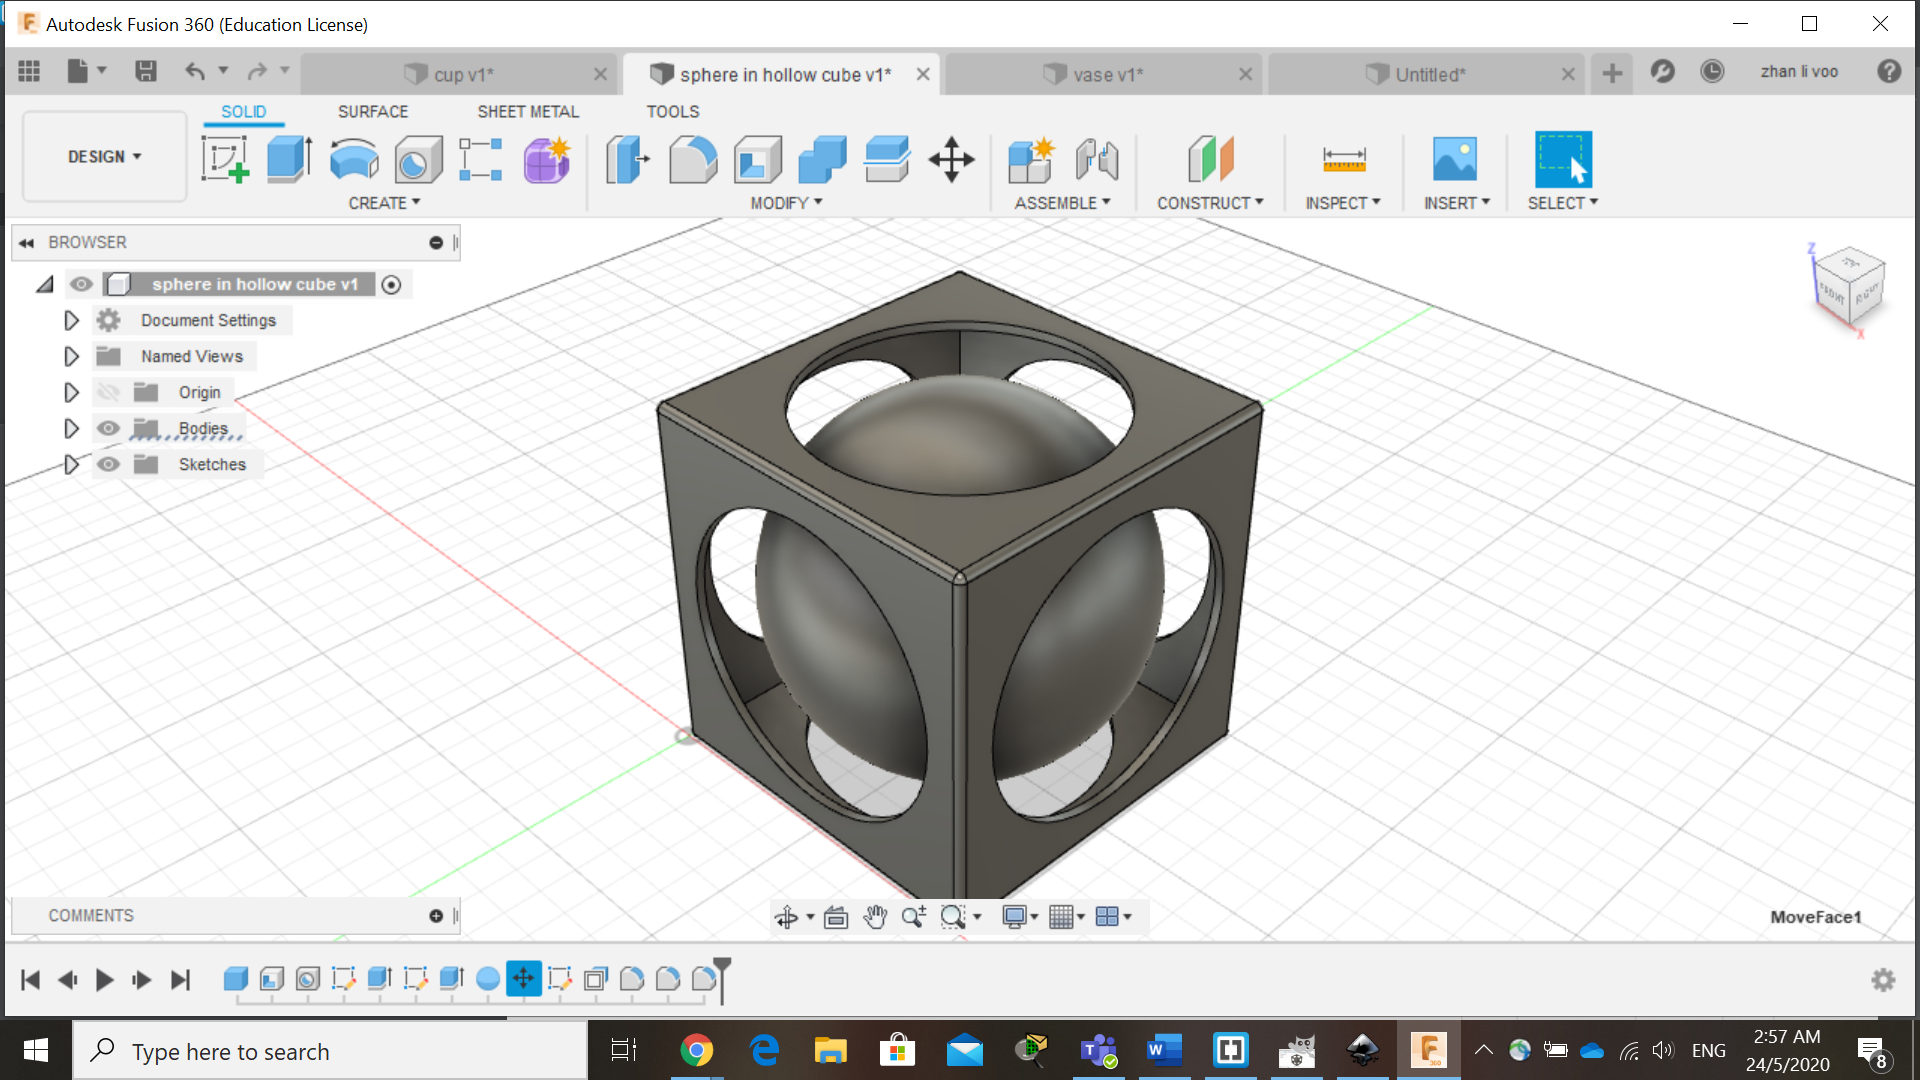 Autodesk Fusion 360 (Education License)
cup v1*
sphere in hollow cube v1*
vase v1*
Untitled*
zhan li voo
SOLID
SURFACE
SHEET METAL
TOOLS
DESIGN
CREATE
MODIFY
ASSEMBLE
CONSTRUCT
INSPECT
INSERT
SELECT
BROWSER
sphere in hollow cube v1
Document Settings
Named Views
Origin
Bodies
Sketches
Z
FRONT
RIGHT
X
COMMENTS
MoveFace1
Type here to search
ENG
2:57 AM
24/5/2020
8